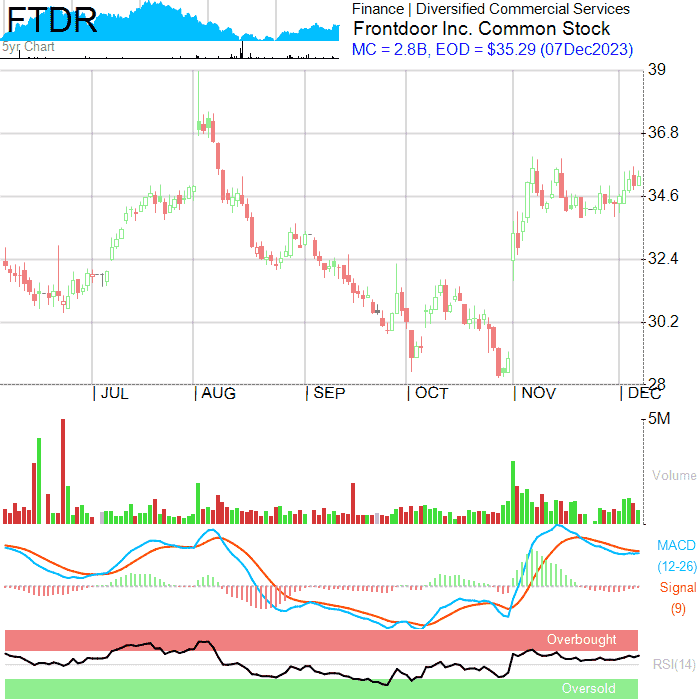 FTDR
5yr. Chart
Finance | Diversified Commercial Services
Frontdoor Inc. Common Stock
MC = 2.8B, EOD = $35.29 (07Dec2023)
39
36.8
34.6
32.4
30.2
28
| JUL | AUG | SEP | OCT | NOV | DEC
5M
Volume
MACD
(12-26)
Signal
(9)
Overbought
RSI(14)
Oversold